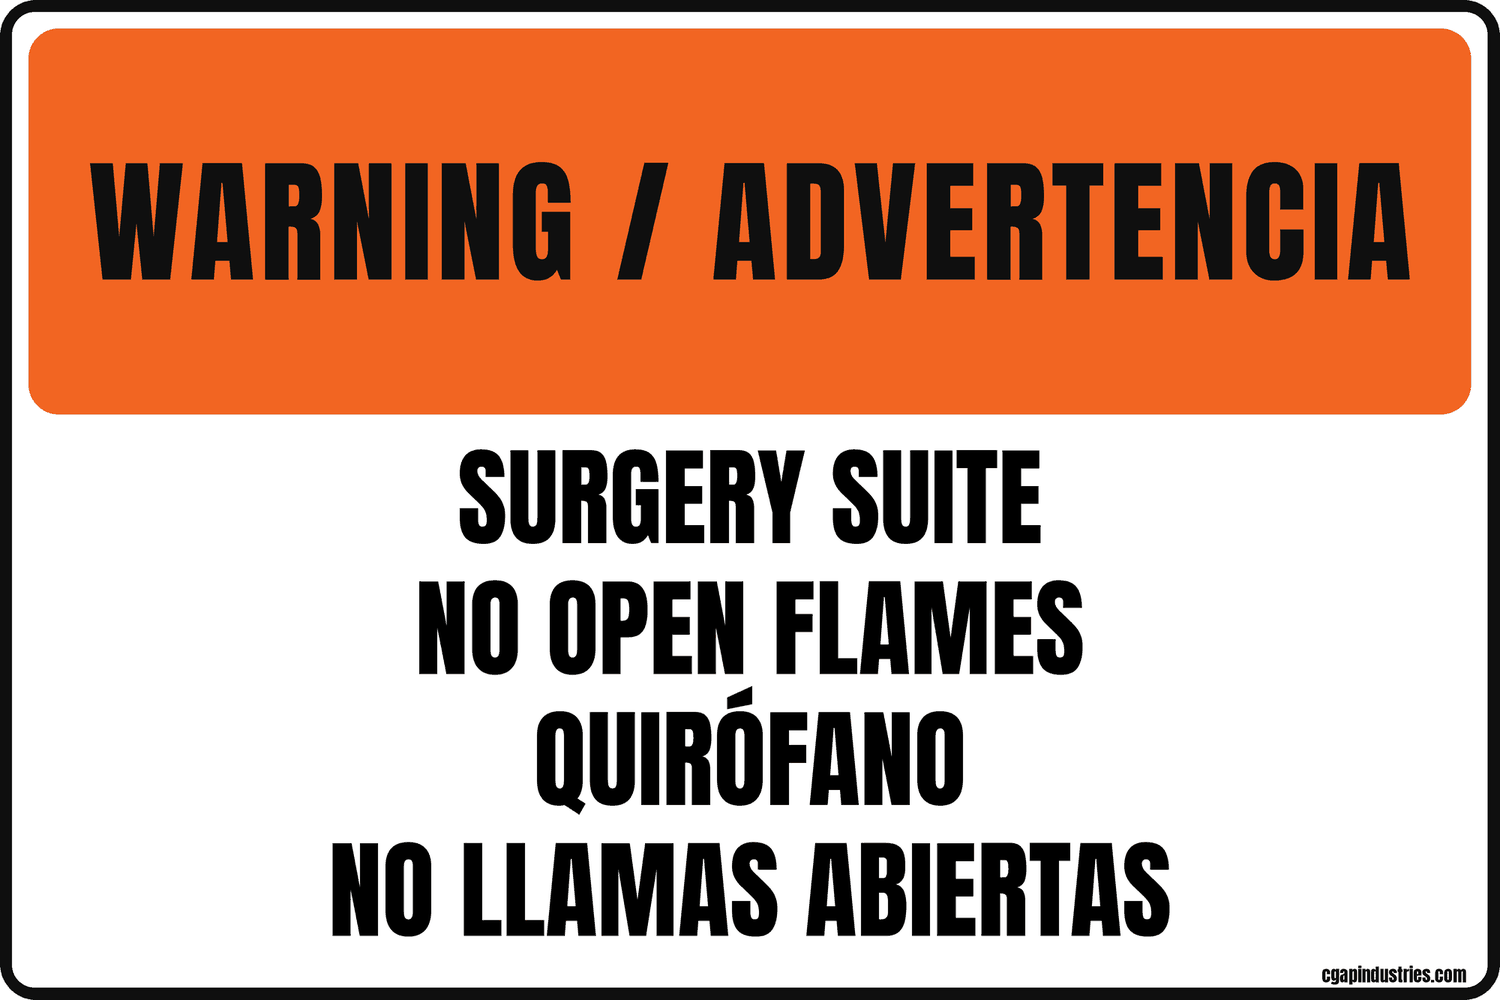 WARNING / ADVERTENCIA
SURGERY SUITE
NO OPEN FLAMES
QUIRÓFANO
NO LLAMAS ABIERTAS
cgapindustries.com